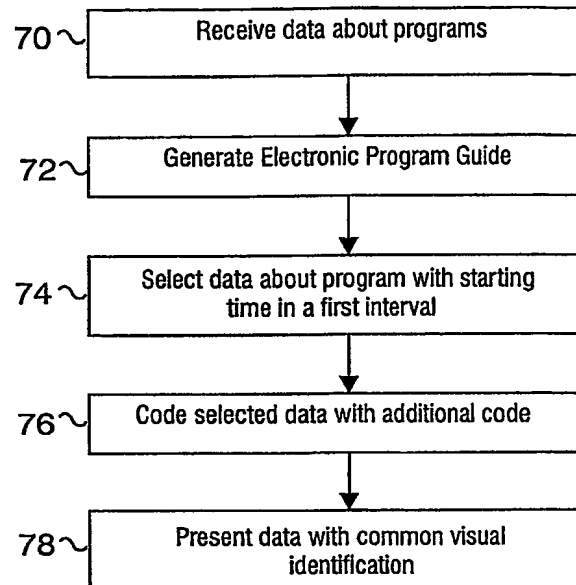 70
Receive data about programs
72
Generate Electronic Program Guide
74
Select data about program with starting
time in a first interval
76
Code selected data with additional code
78
Present data with common visual
identification